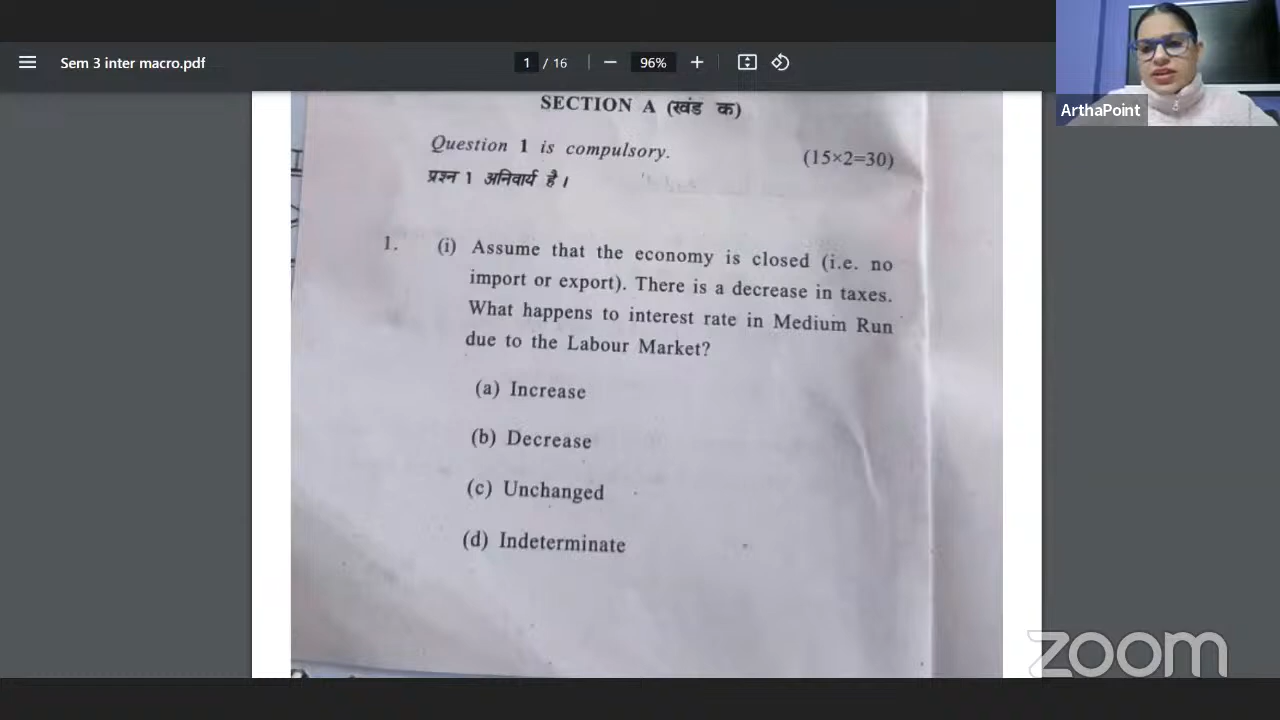 Sem 3 inter macro.pdf
1 / 16
96%
ArthaPoint
SECTION A (खंड क)
Question 1 is compulsory.
(15×2=30)
प्रश्न 1 अनिवार्य है।
1. (i) Assume that the economy is closed (i.e. no
import or export). There is a decrease in taxes.
What happens to interest rate in Medium Run
due to the Labour Market?
(a) Increase
(b) Decrease
(c) Unchanged
(d) Indeterminate
zoom